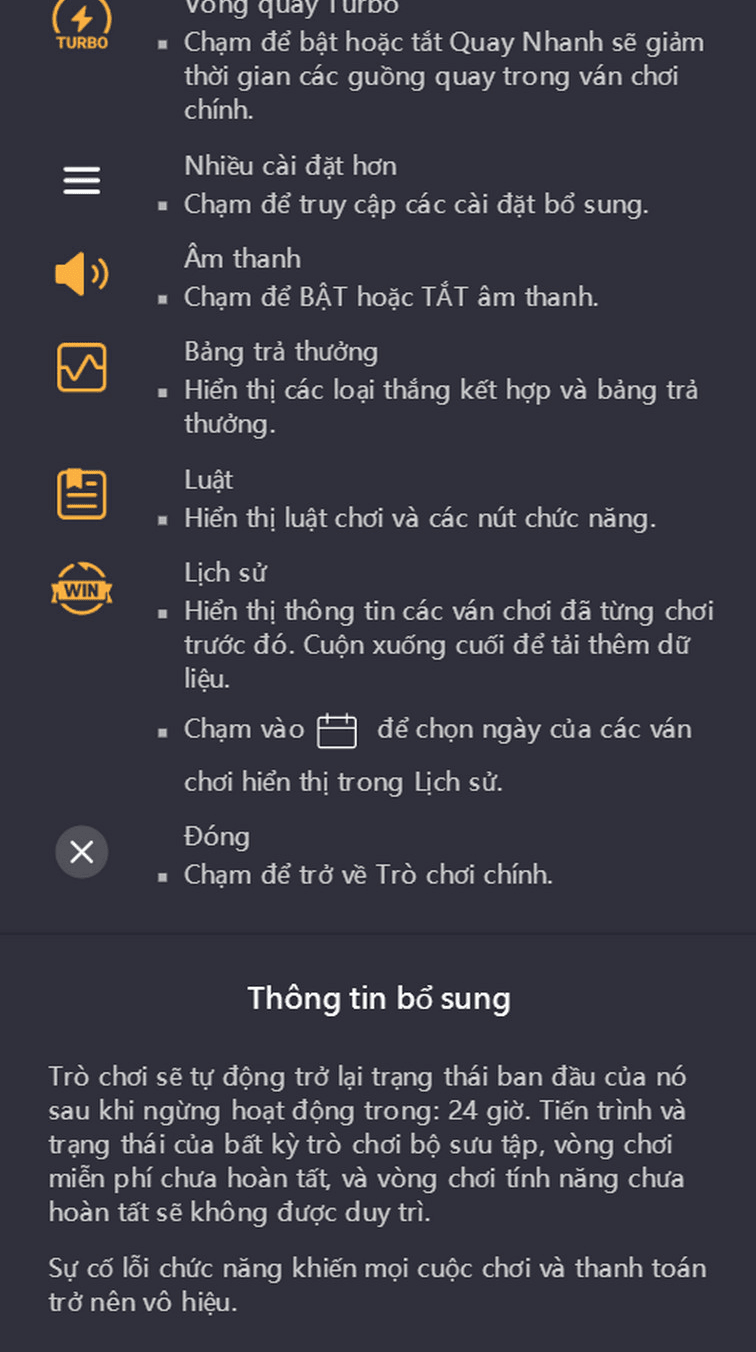 Vòng quay Turbo
TURBO
Chạm để bật hoặc tắt Quay Nhanh sẽ giảm
thời gian các guồng quay trong ván chơi
chính.
Nhiều cài đặt hơn
Chạm để truy cập các cài đặt bổ sung.
Âm thanh
Chạm để BẬT hoặc TẮT âm thanh.
Bảng trả thưởng
Hiển thị các loại thắng kết hợp và bảng trả
thưởng.
Luật
Hiển thị luật chơi và các nút chức năng.
Lịch sử
WIN
Hiển thị thông tin các ván chơi đã từng chơi
trước đó. Cuộn xuống cuối để tải thêm dữ
liệu.
Chạm vào để chọn ngày của các ván
chơi hiển thị trong Lịch sử.
Đóng
Chạm để trở về Trò chơi chính.
Thông tin bổ sung
Trò chơi sẽ tự động trở lại trạng thái ban đầu của nó
sau khi ngừng hoạt động trong: 24 giờ. Tiến trình và
trạng thái của bất kỳ trò chơi bộ sưu tập, vòng chơi
miễn phí chưa hoàn tất, và vòng chơi tính năng chưa
hoàn tất sẽ không được duy trì.
Sự cố lỗi chức năng khiến mọi cuộc chơi và thanh toán
trở nên vô hiệu.